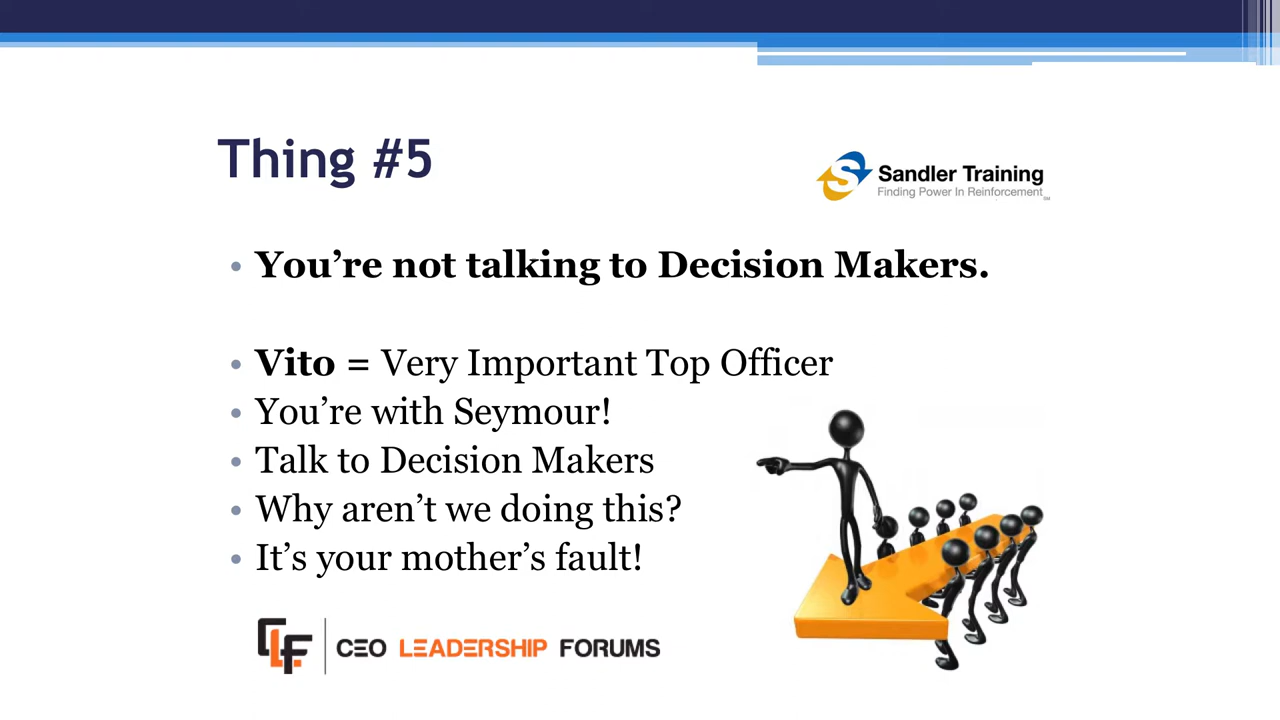 Thing #5
Sandler Training
Finding Power In Reinforcement℠
• You’re not talking to Decision Makers.
• Vito = Very Important Top Officer
• You’re with Seymour!
• Talk to Decision Makers
• Why aren’t we doing this?
• It’s your mother’s fault!
CLF CEO LEADERSHIP FORUMS